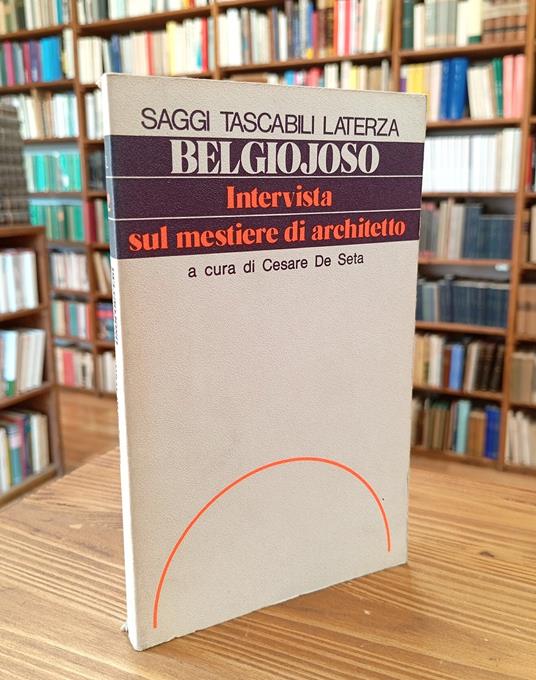 SAGGI TASCABILI LATERZA
BELGIOJOSO
Intervista
sul mestiere di architetto
a cura di Cesare De Seta